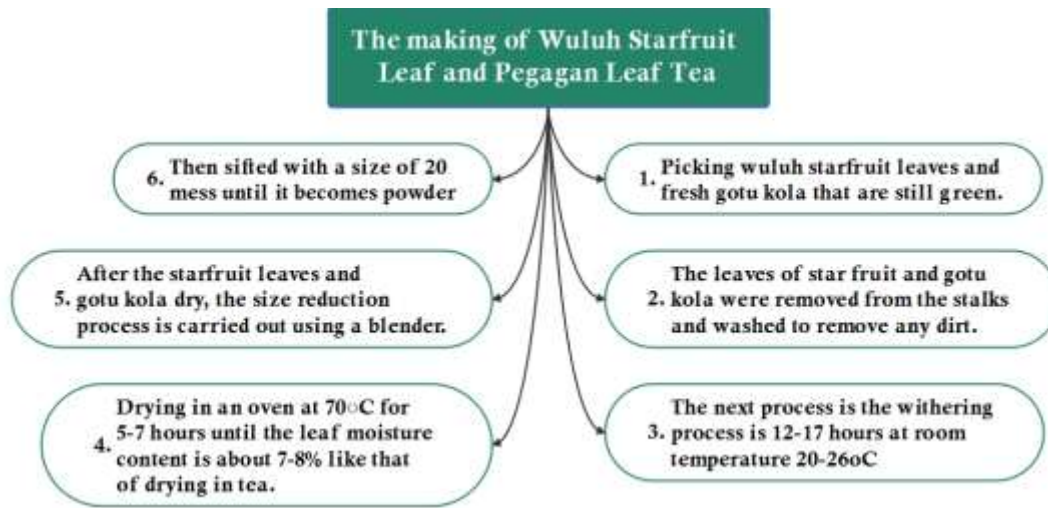 The making of Wuluh Starfruit
Leaf and Pegagan Leaf Tea
1. Picking wuluh starfruit leaves and
fresh gotu kola that are still green.
The leaves of star fruit and gotu
2. kola were removed from the stalks
and washed to remove any dirt.
The next process is the withering
3. process is 12-17 hours at room
temperature 20-26oC
Drying in an oven at 70○C for
5-7 hours until the leaf moisture
4. content is about 7-8% like that
of drying in tea.
After the starfruit leaves and
5. gotu kola dry, the size reduction
process is carried out using a blender.
6. Then sifted with a size of 20
mess until it becomes powder